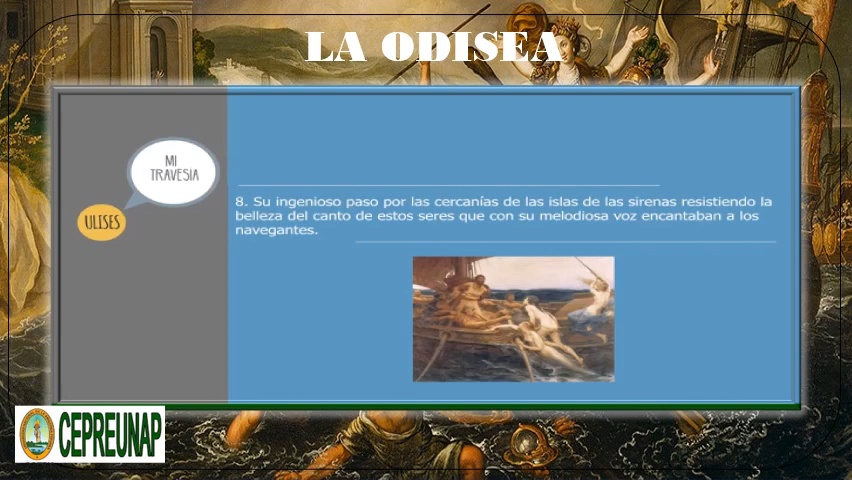 LA ODISEA
MI
TRAVESIA
ULISES
8. Su ingenioso paso por las cercanías de las islas de las sirenas resistiendo la
belleza del canto de estos seres que con su melodiosa voz encantaban a los
navegantes.
CEPREUNAP